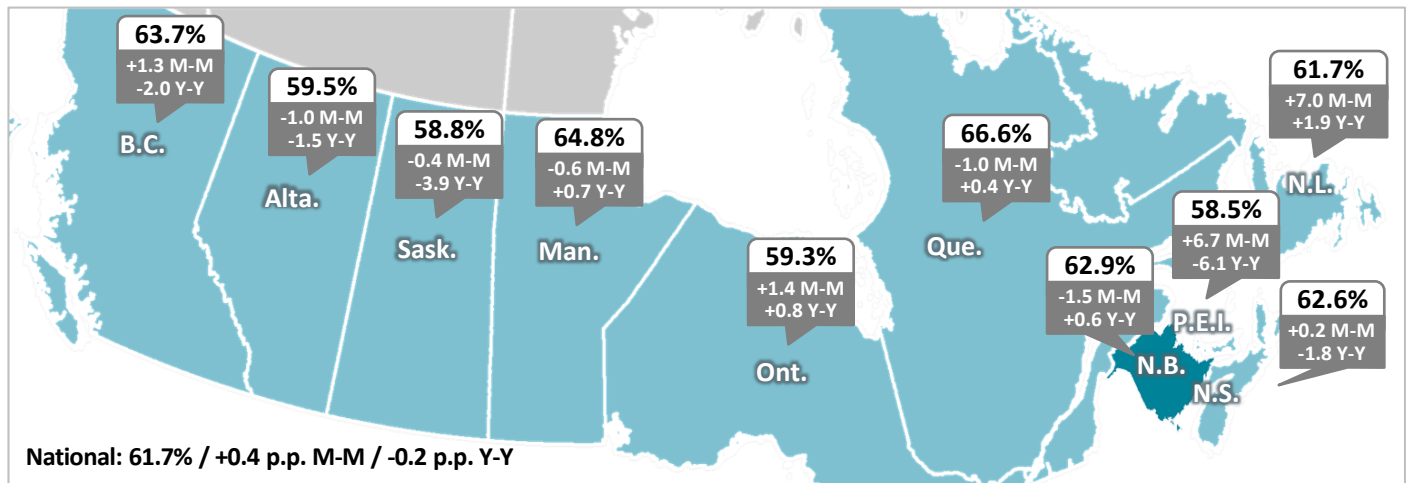 63.7%
+1.3 M-M
-2.0 Y-Y
B.C.
59.5%
-1.0 M-M
-1.5 Y-Y
Alta.
58.8%
-0.4 M-M
-3.9 Y-Y
Sask.
64.8%
-0.6 M-M
+0.7 Y-Y
Man.
59.3%
+1.4 M-M
+0.8 Y-Y
Ont.
66.6%
-1.0 M-M
+0.4 Y-Y
Que.
61.7%
+7.0 M-M
+1.9 Y-Y
N.L.
58.5%
+6.7 M-M
-6.1 Y-Y
P.E.I.
62.9%
-1.5 M-M
+0.6 Y-Y
N.B.
62.6%
+0.2 M-M
-1.8 Y-Y
N.S.
National: 61.7% / +0.4 p.p. M-M / -0.2 p.p. Y-Y